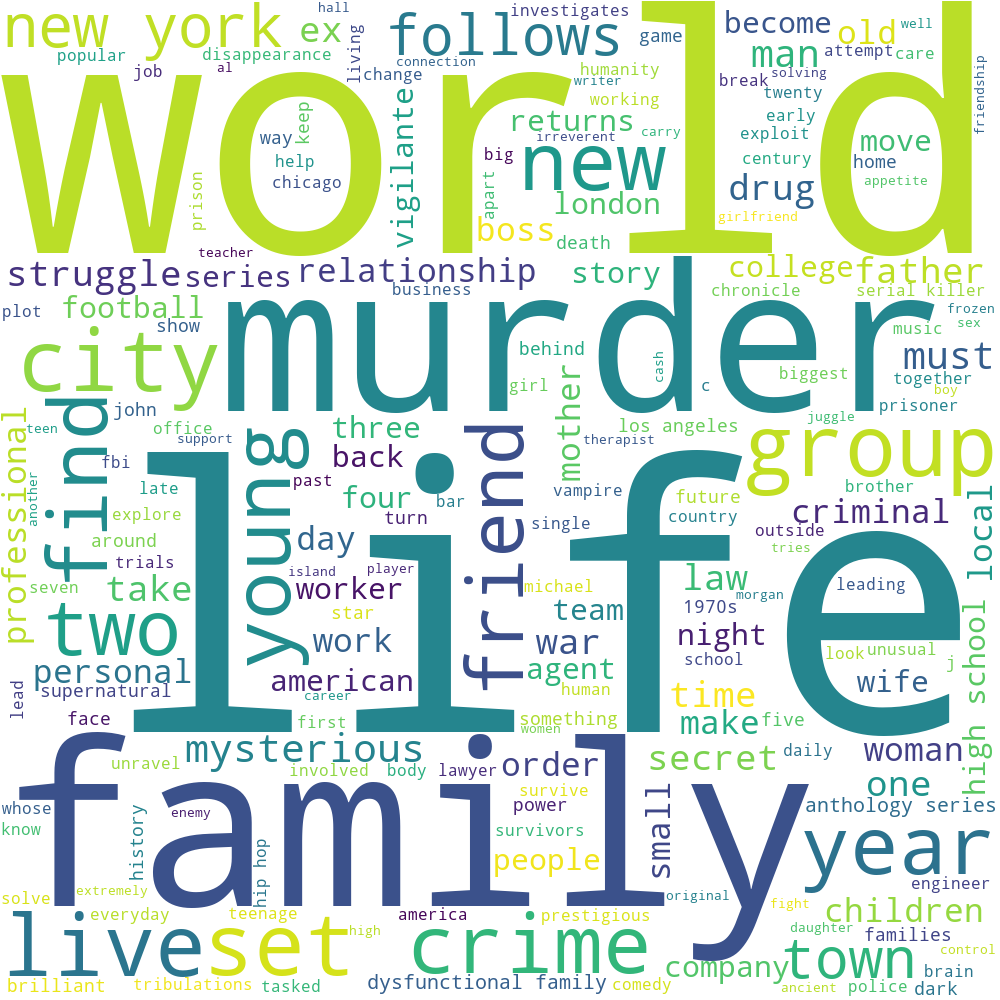 hall
new york
ex
investigates
follows
become
old
well
popular
disappearance
living
connection
game
man
attempt
care
job
al
change
humanity
break
solving
friendship
world
writer
working
twenty
keep
vigilante
returns
carry
early
way
irreverent
exploit
move
help
big
new
century
home
chicago
prison
apart
london
drug
appetite
boss
girlfriend
teacher
death
struggle
series
relationship
story
college
father
business
chronicle
serial killer
plot
football
murder
frozen
show
music
sex
city
behind
cash
must
girl
biggest
together
c
boy
john
mother
prisoner
professional
find
office
young
three
friend
los angeles
juggle
group
teen
support
therapist
fbi
back
another
late
past
bar
vampire
future
brother
explore
four
life
country
criminal
local
around
day
turn
single
outside
trials
tries
seven
take
island
player
law
leading
worker
michael
morgan
two
star
team
1970s
work
war
night
look
unusual
high school
personal
agent
school
j
lead
supernatural
american
human
time
wife
career
face
first
something
make
five
women
mysterious
order
secret
daily
woman
unravel
involved
body
lawyer
one
whose
family
survive
small
anthology series
know
enemy
power
history
survivors
year
people
engineer
solve
extremely
hip hop
original
fight
live
everyday
set
teenage
america
crime
prestigious
children
high
daughter
families
company
town
control
brilliant
tribulations
tasked
dysfunctional family
comedy
ancient
police
brain
dark